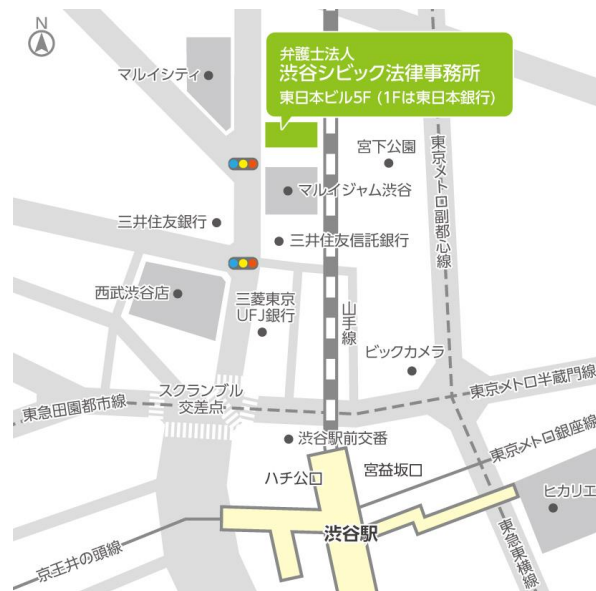 N
弁護士法人
渋谷シビック法律事務所
東日本ビル5F (1Fは東日本銀行)
マルイシティ
宮下公園
東京メトロ副都心線
マルイジャム渋谷
三井住友銀行
三井住友信託銀行
西武渋谷店
三菱東京
UFJ銀行
山手線
ビックカメラ
スクランブル
交差点
東京メトロ半蔵門線
東急田園都市線
渋谷駅前交番
東京メトロ銀座線
ハチ公口
宮益坂口
ヒカリエ
渋谷駅
京王井の頭線
東急東横線